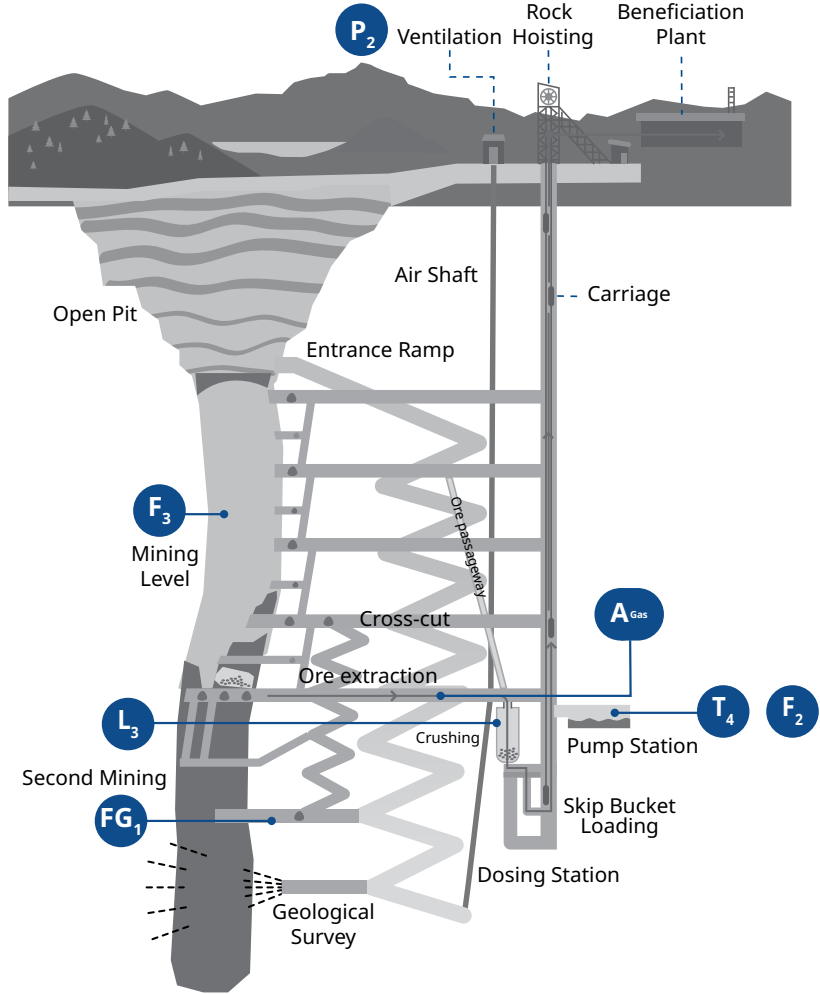 P2
Ventilation
Rock
Hoisting
Beneficiation
Plant
Air Shaft
Carriage
Open Pit
Entrance Ramp
F3
Mining
Level
Ore passageway
Cross-cut
A Gas
Ore extraction
L3
Crushing
T4
F2
Pump Station
Second Mining
FG1
Skip Bucket
Loading
Dosing Station
Geological
Survey